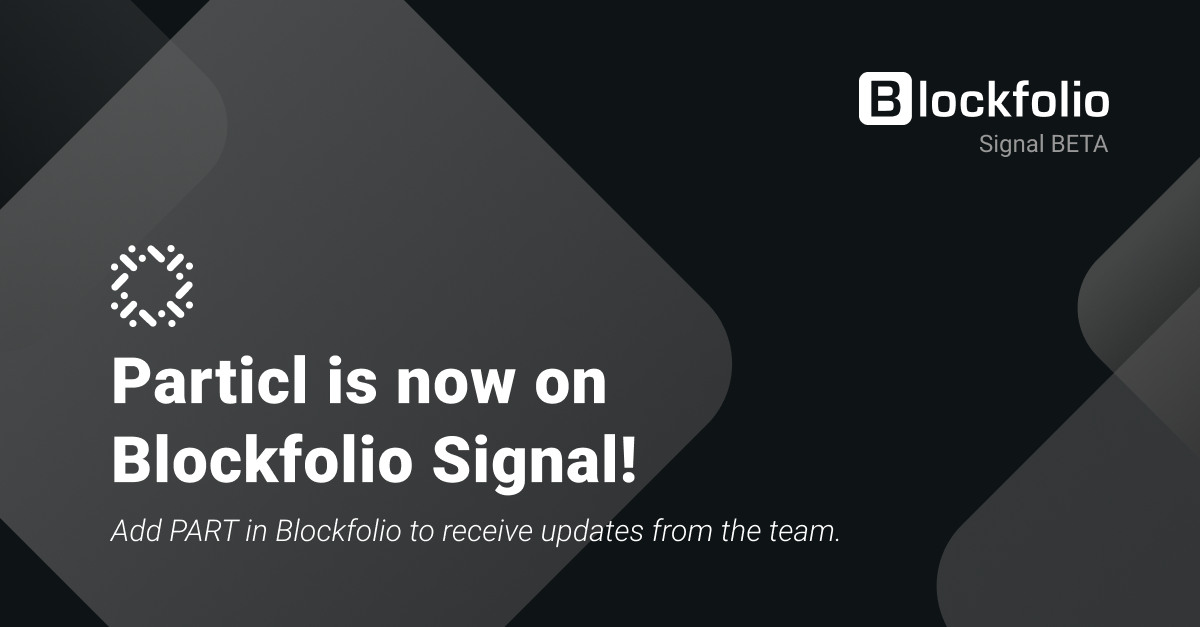 Blockfolio
Signal BETA
Particl is now on
Blockfolio Signal!
Add PART in Blockfolio to receive updates from the team.